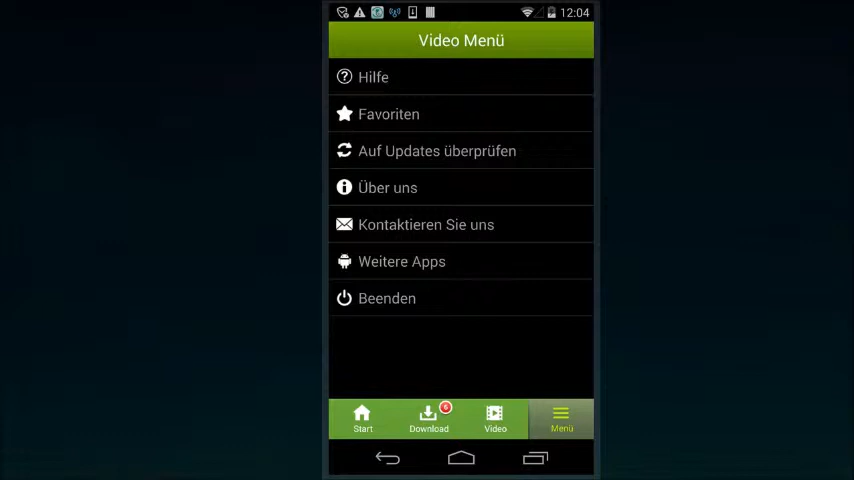 12:04
Video Menü
Hilfe
Favoriten
Auf Updates überprüfen
Über uns
Kontaktieren Sie uns
Weitere Apps
Beenden
6
Start Download Video Menü